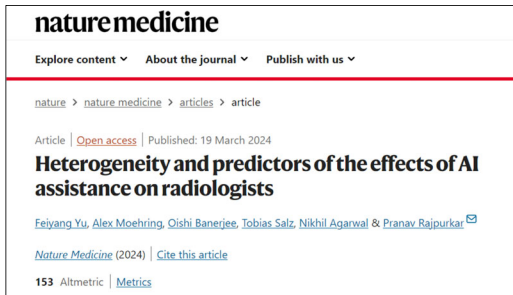 nature medicine
Explore content About the journal Publish with us
nature > nature medicine > articles > article
Article | Open access | Published: 19 March 2024
Heterogeneity and predictors of the effects of AI
assistance on radiologists
Feiyang Yu, Alex Moehring, Oishi Banerjee, Tobias Salz, Nikhil Agarwal & Pranav Rajpurkar
Nature Medicine (2024) | Cite this article
153 Altmetric | Metrics